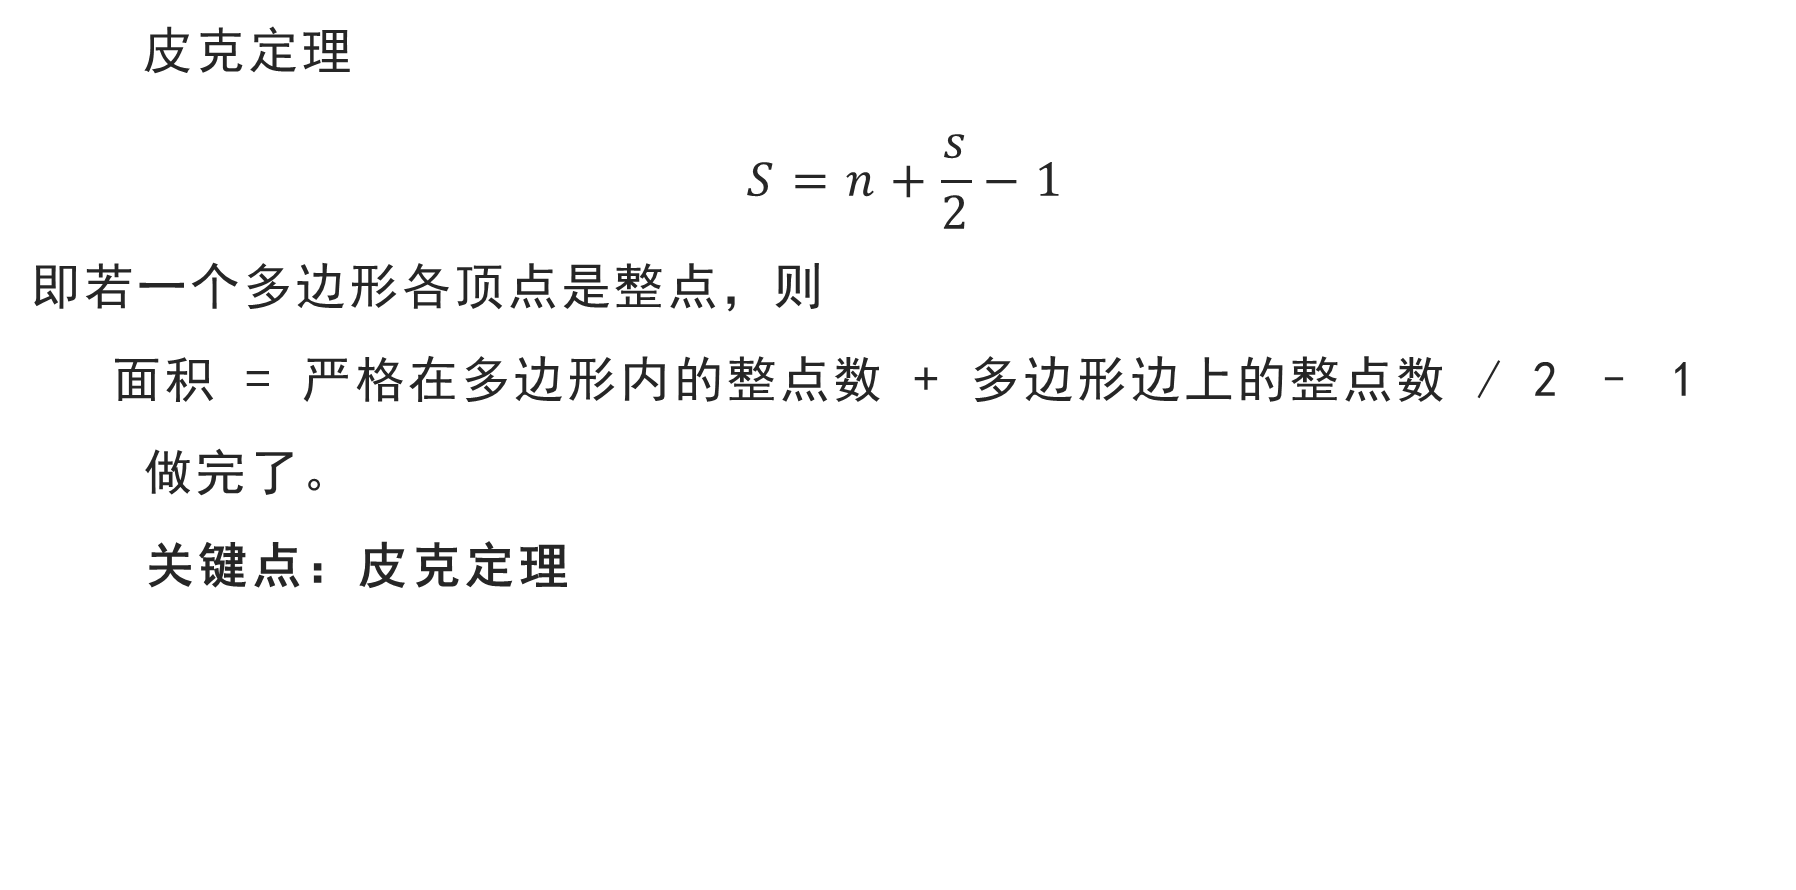 皮克定理
S = n + s/2 − 1
即若一个多边形各顶点是整点，则
面积 = 严格在多边形内的整点数 + 多边形边上的整点数 / 2 - 1
做完了。
关键点：皮克定理